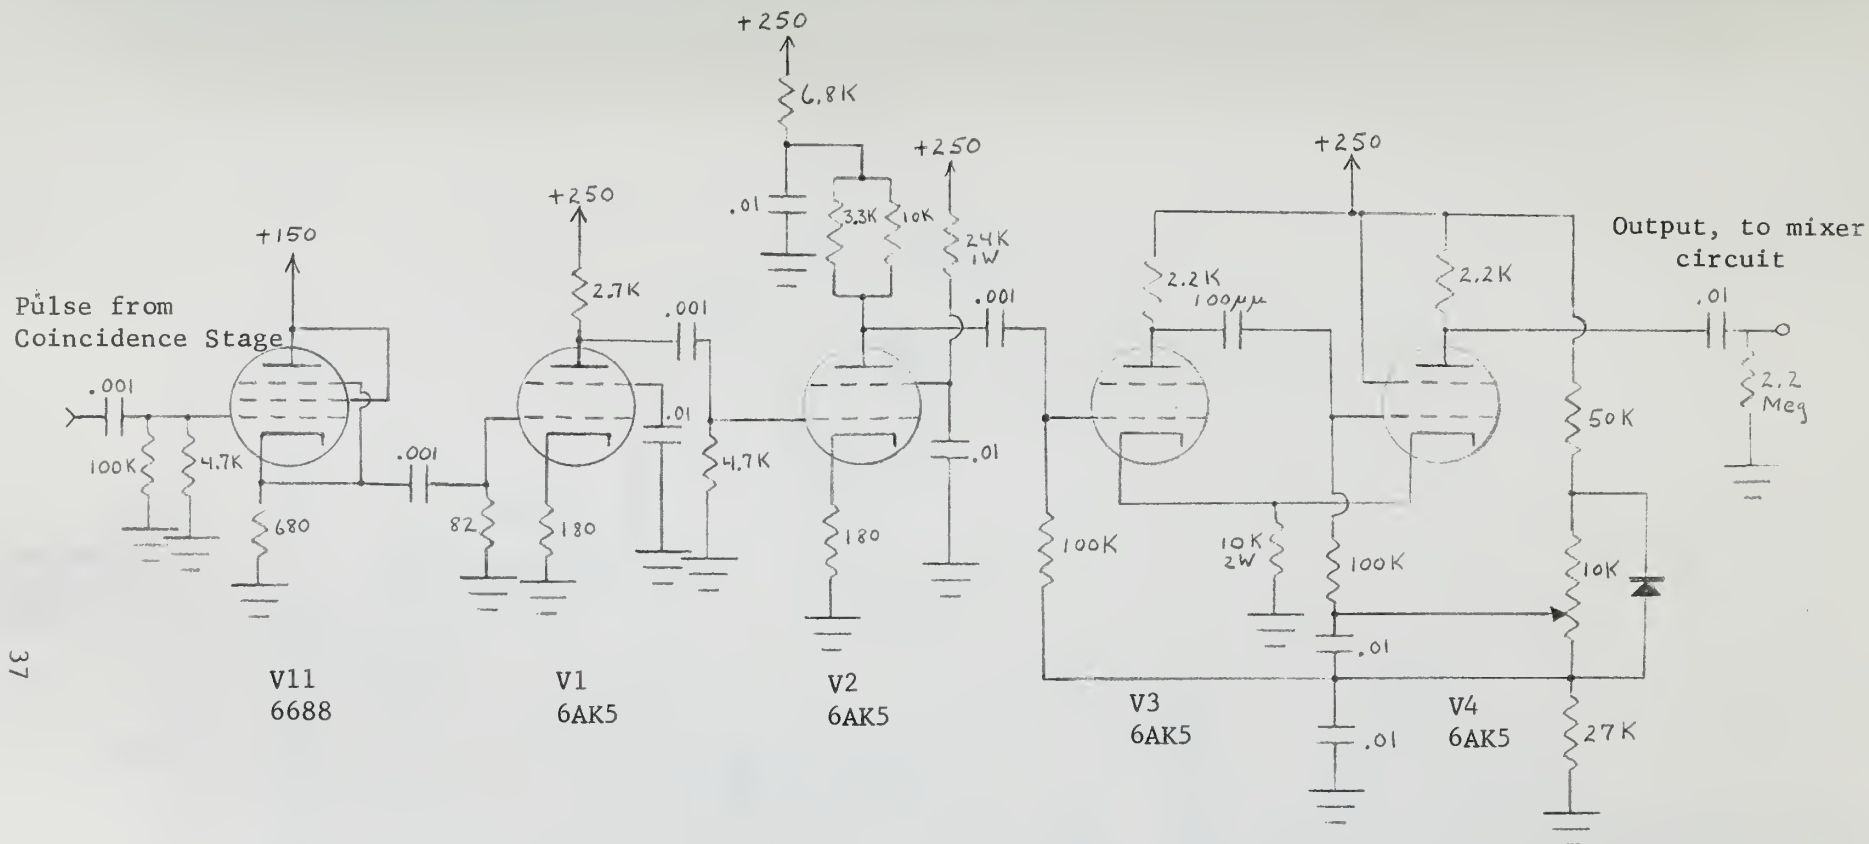 +250
6.8K
+250
+250
+250
+150
.01
3.3K
10K
24K
1W
2.7K
.001
.001
2.2K
100μμ
2.2K
Output, to mixer
circuit
.01
Pulse from
Coincidence Stage
.001
100K
4.7K
680
.001
82
180
.01
4.7K
180
.01
100K
10K
2W
100K
50K
2.2
Meg
10K
.01
.01
27K
V11
6688
V1
6AK5
V2
6AK5
V3
6AK5
V4
6AK5
37